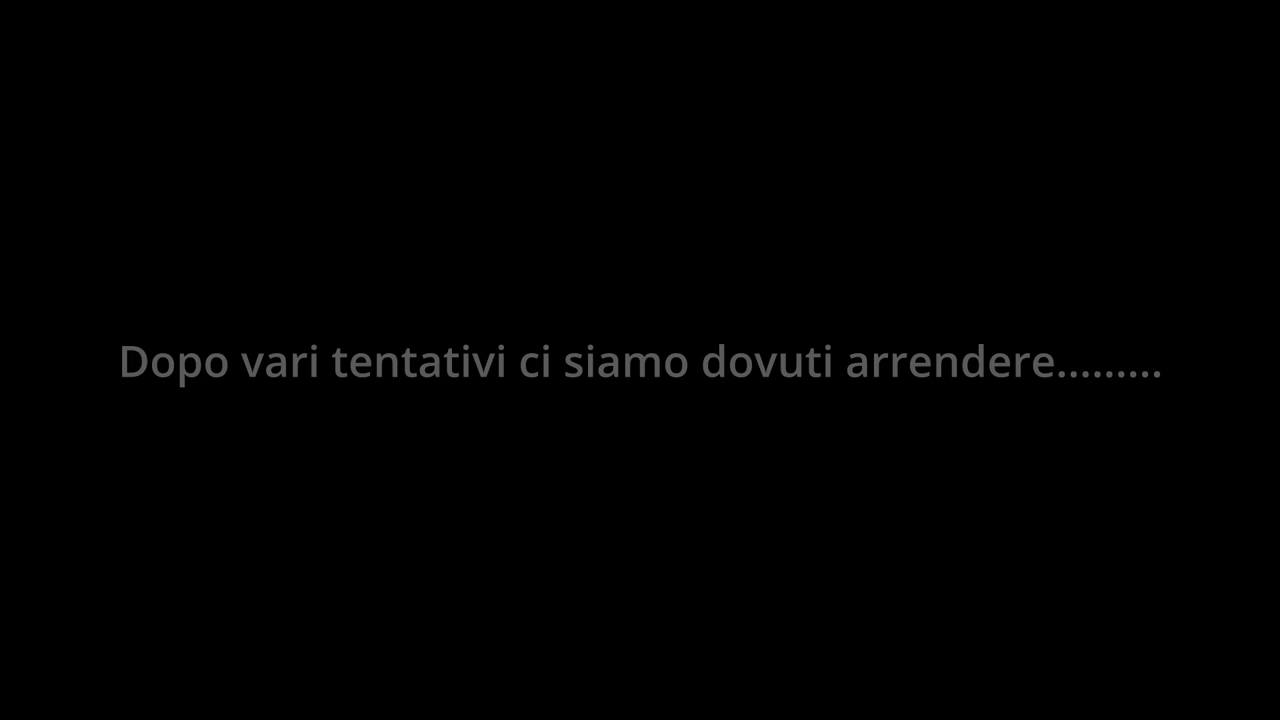 Dopo vari tentativi ci siamo dovuti arrendere.........